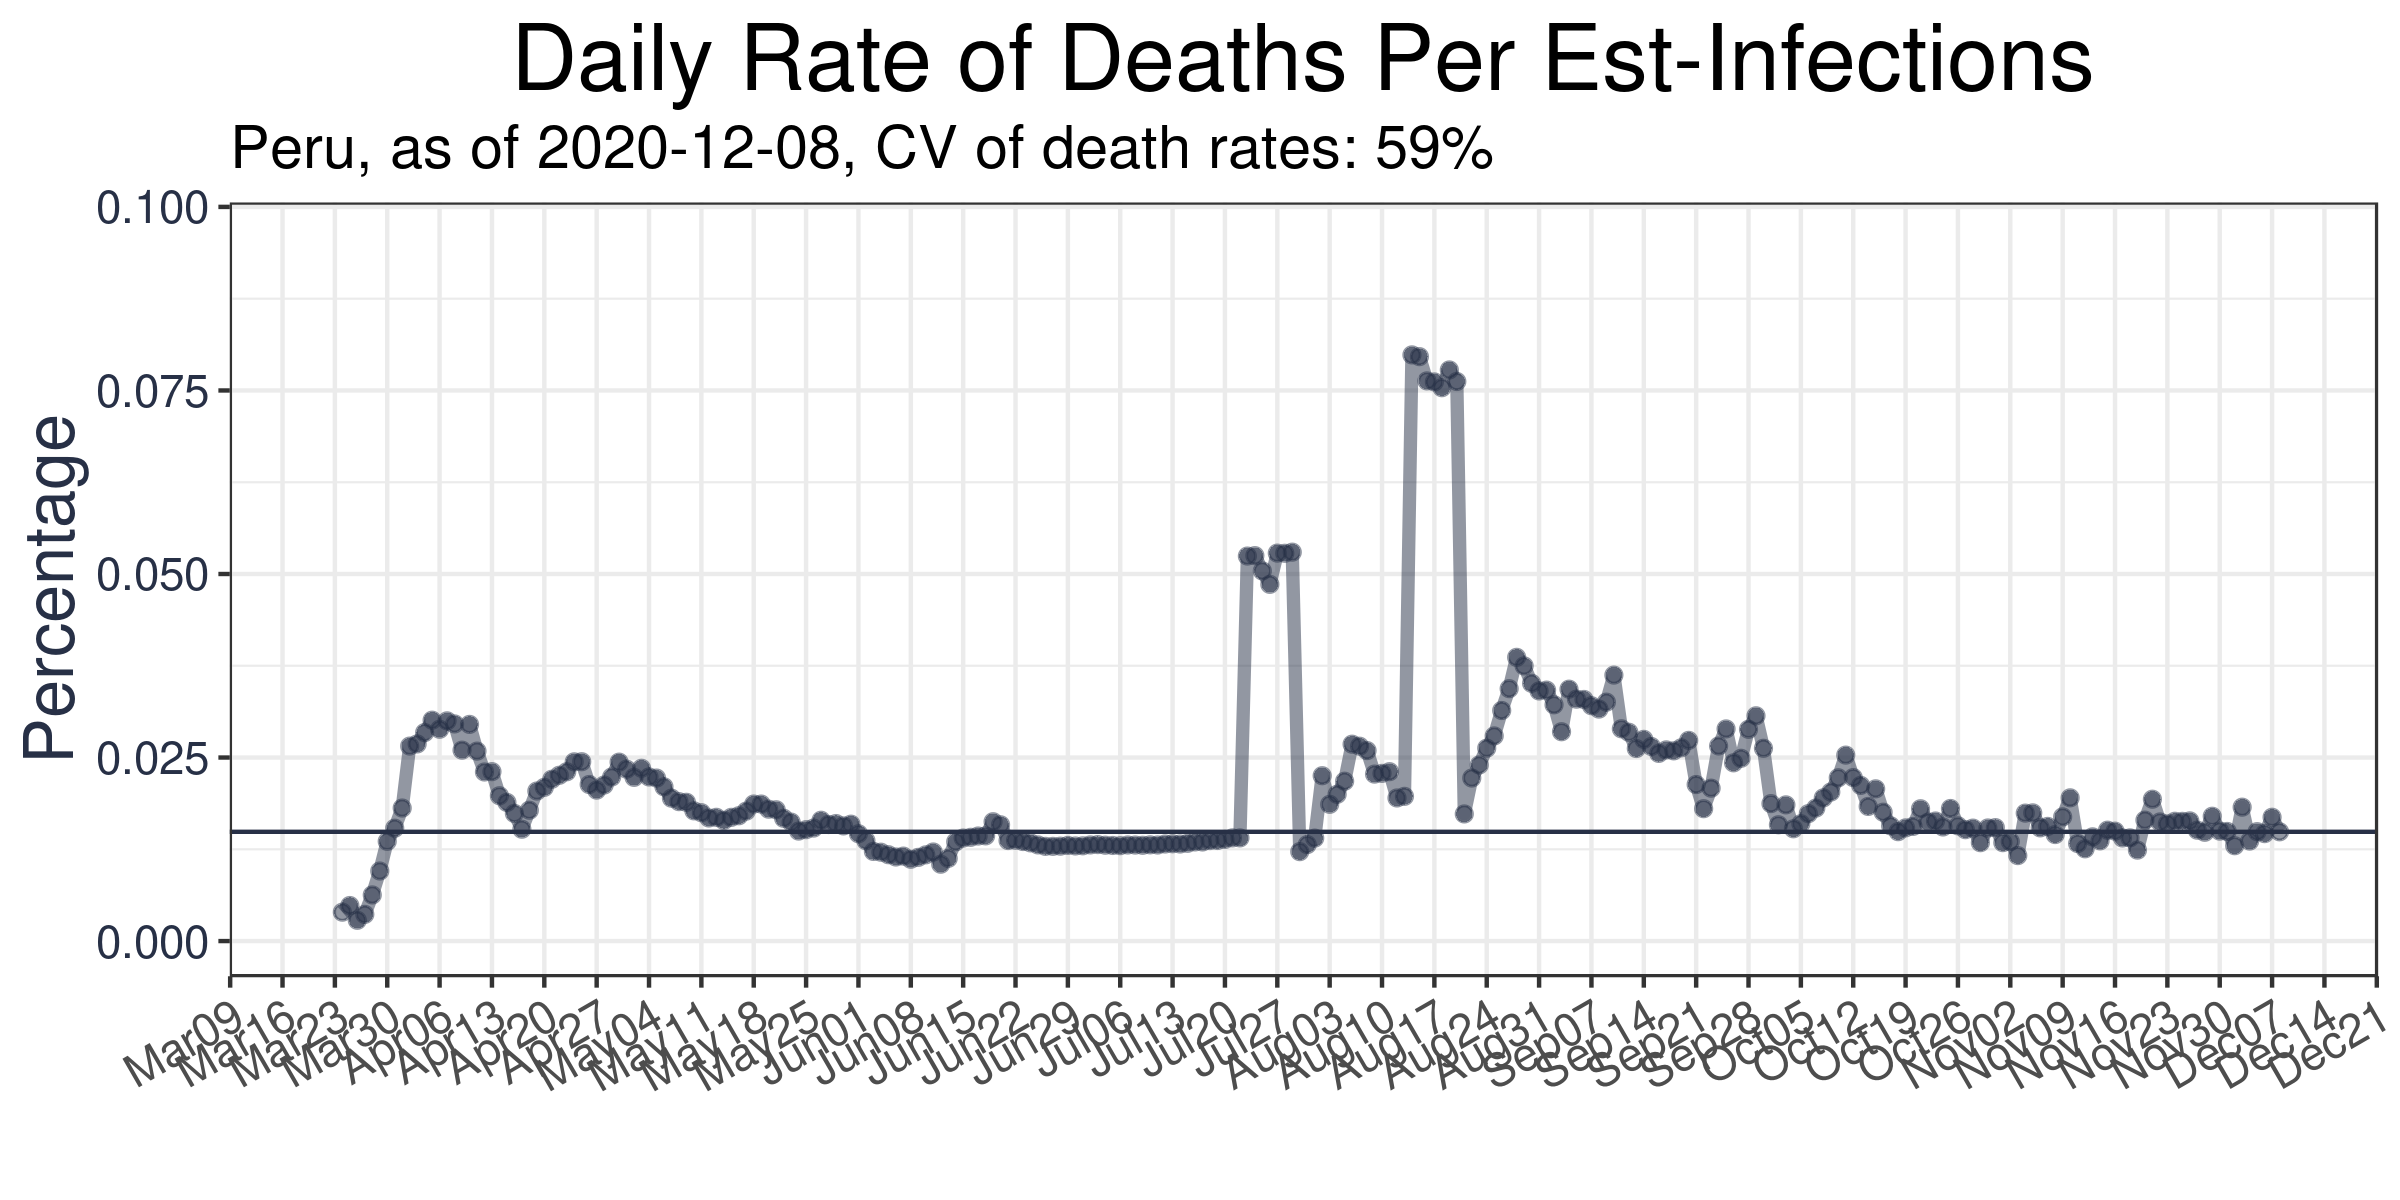 Daily Rate of Deaths Per Est-Infections
Peru, as of 2020-12-08, CV of death rates: 59%
Percentage
0.100
0.075
0.050
0.025
0.000
Mar09
Mar16
Mar23
Mar30
Apr06
Apr13
Apr20
Apr27
May04
May11
May18
May25
Jun01
Jun08
Jun15
Jun22
Jun29
Jul06
Jul13
Jul20
Jul27
Aug03
Aug10
Aug17
Aug24
Aug31
Sep07
Sep14
Sep21
Sep28
Oct05
Oct12
Oct19
Oct26
Nov02
Nov09
Nov16
Nov23
Nov30
Dec07
Dec14
Dec21